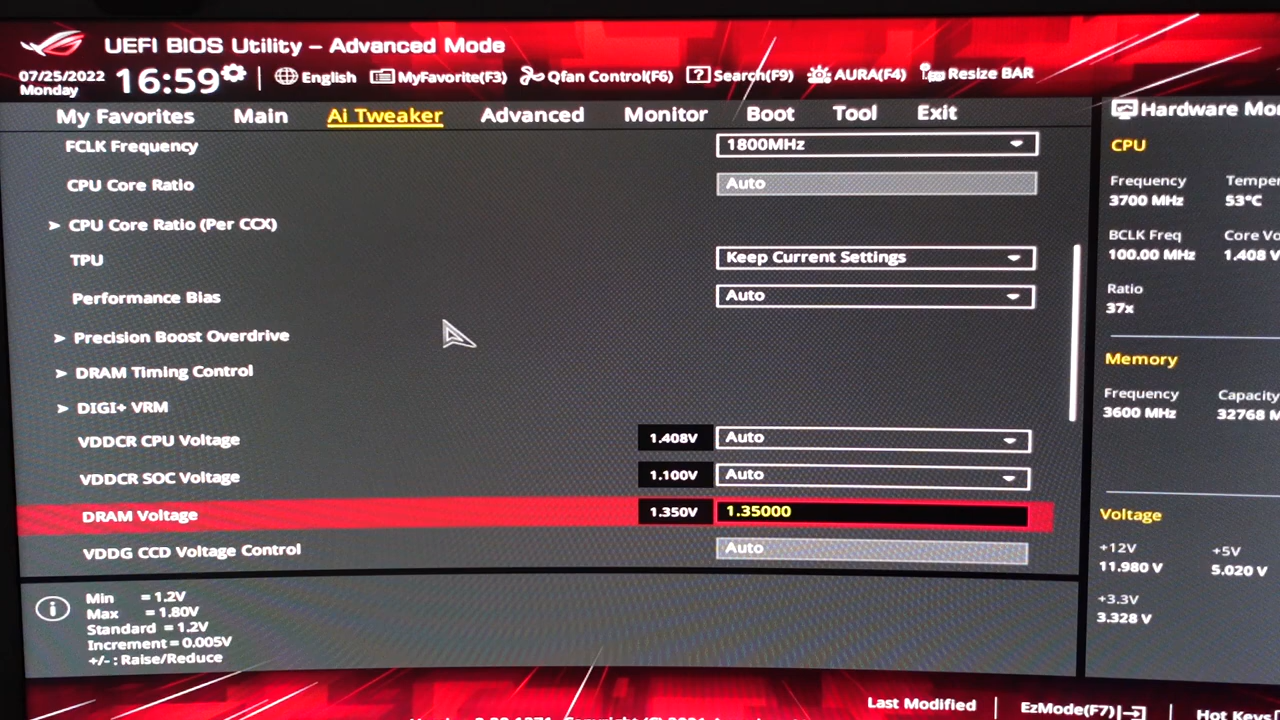 UEFI BIOS Utility – Advanced Mode
07/25/2022
Monday
16:59
English
MyFavorite(F3)
Qfan Control(F6)
Search(F9)
AURA(F4)
Resize BAR
My Favorites
Main
Ai Tweaker
Advanced
Monitor
Boot
Tool
Exit
FCLK Frequency
1800MHz
CPU Core Ratio
Auto
> CPU Core Ratio (Per CCX)
TPU
Keep Current Settings
Performance Bias
Auto
> Precision Boost Overdrive
> DRAM Timing Control
> DIGI+ VRM
VDDCR CPU Voltage
1.408V
Auto
VDDCR SOC Voltage
1.100V
Auto
DRAM Voltage
1.350V
1.35000
VDDG CCD Voltage Control
Auto
Min = 1.2V
Max = 1.80V
Standard = 1.2V
Increment = 0.005V
+/- : Raise/Reduce
Hardware Mo
CPU
Frequency
Temper
3700 MHz
53°C
BCLK Freq
Core Vo
100.00 MHz
1.408 V
Ratio
37x
Memory
Frequency
Capacity
3600 MHz
32768 M
Voltage
+12V
+5V
11.980 V
5.020 V
+3.3V
3.328 V
Last Modified
EzMode(F7)
Hot Keys